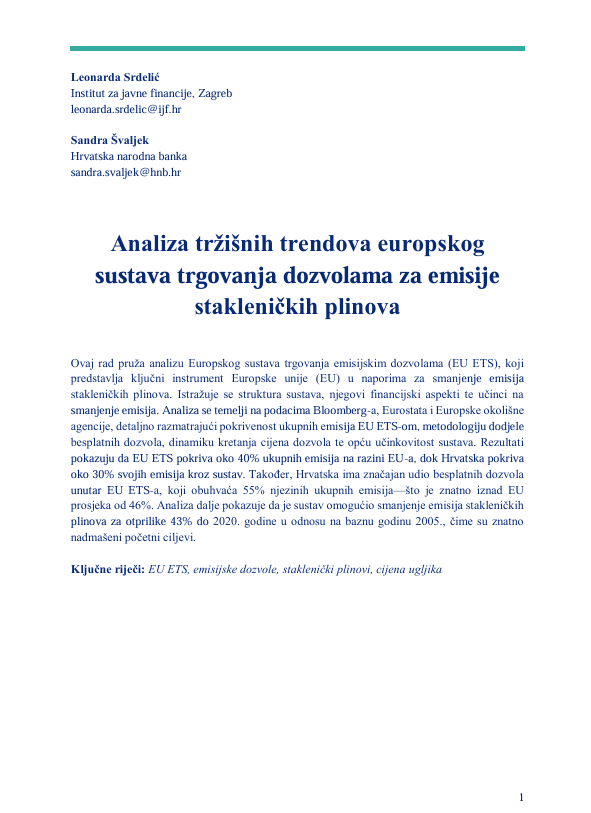 Leonarda Srdelić
Institut za javne financije, Zagreb
leonarda.srdelic@ijf.hr
Sandra Švaljek
Hrvatska narodna banka
sandra.svaljek@hnb.hr
Analiza tržišnih trendova europskog
sustava trgovanja dozvolama za emisije
stakleničkih plinova
Ovaj rad pruža analizu Europskog sustava trgovanja emisijskim dozvolama (EU ETS), koji
predstavlja ključni instrument Europske unije (EU) u naporima za smanjenje emisija
stakleničkih plinova. Istražuje se struktura sustava, njegovi financijski aspekti te učinci na
smanjenje emisija. Analiza se temelji na podacima Bloomberg-a, Eurostata i Europske okolišne
agencije, detaljno razmatrajući pokrivenost ukupnih emisija EU ETS-om, metodologiju dodjele
besplatnih dozvola, dinamiku kretanja cijena dozvola te opću učinkovitost sustava. Rezultati
pokazuju da EU ETS pokriva oko 40% ukupnih emisija na razini EU-a, dok Hrvatska pokriva
oko 30% svojih emisija kroz sustav. Također, Hrvatska ima značajan udio besplatnih dozvola
unutar EU ETS-a, koji obuhvaća 55% njezinih ukupnih emisija—što je znatno iznad EU
prosjeka od 46%. Analiza dalje pokazuje da je sustav omogućio smanjenje emisija stakleničkih
plinova za otprilike 43% do 2020. godine u odnosu na baznu godinu 2005., čime su znatno
nadmašeni početni ciljevi.
Ključne riječi: EU ETS, emisijske dozvole, staklenički plinovi, cijena ugljika
1